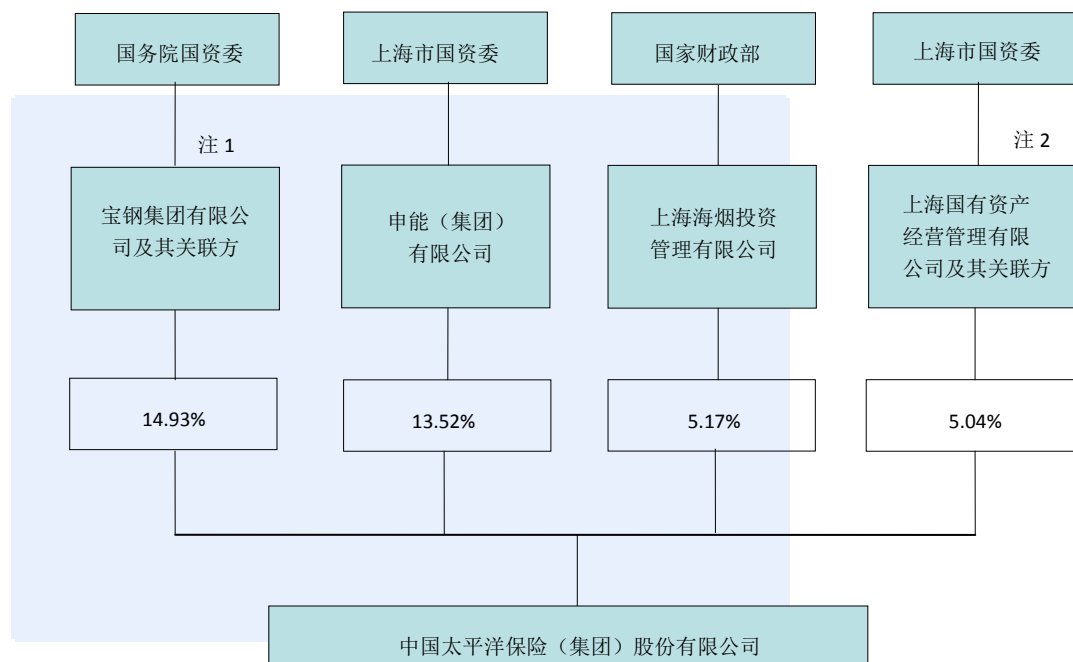 国务院国资委
上海市国资委
国家财政部
上海市国资委
注 1
注 2
宝钢集团有限公
司及其关联方
申能（集团）
有限公司
上海海烟投资
管理有限公司
上海国有资产
经营管理有限
公司及其关联方
14.93%
13.52%
5.17%
5.04%
中国太平洋保险（集团）股份有限公司